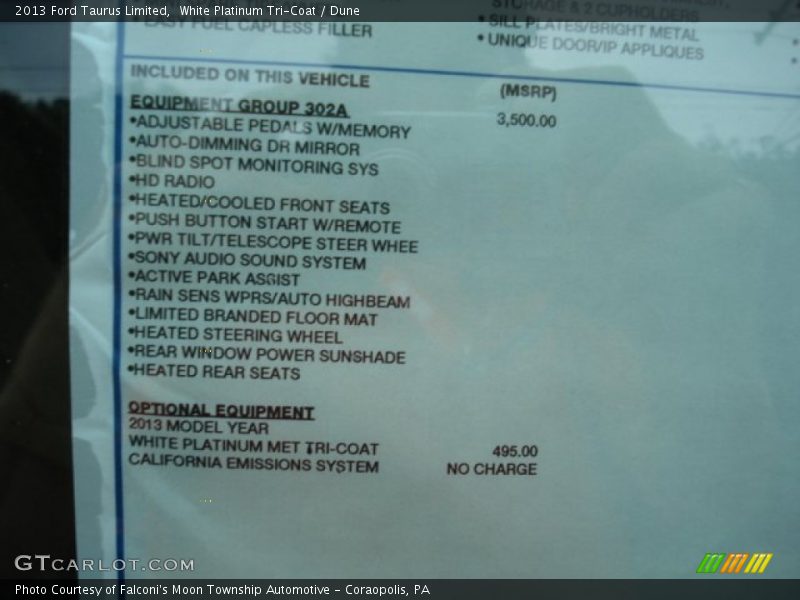 2013 Ford Taurus Limited, White Platinum Tri-Coat / Dune
STORAGE & 2 CUPHOLDERS
• EASY FUEL CAPLESS FILLER
• SILL PLATES/BRIGHT METAL
• UNIQUE DOOR/IP APPLIQUES
INCLUDED ON THIS VEHICLE
(MSRP)
EQUIPMENT GROUP 302A
3,500.00
•ADJUSTABLE PEDALS W/MEMORY
•AUTO-DIMMING DR MIRROR
•BLIND SPOT MONITORING SYS
•HD RADIO
•HEATED/COOLED FRONT SEATS
•PUSH BUTTON START W/REMOTE
•PWR TILT/TELESCOPE STEER WHEE
•SONY AUDIO SOUND SYSTEM
•ACTIVE PARK ASSIST
•RAIN SENS WPRS/AUTO HIGHBEAM
•LIMITED BRANDED FLOOR MAT
•HEATED STEERING WHEEL
•REAR WINDOW POWER SUNSHADE
•HEATED REAR SEATS
OPTIONAL EQUIPMENT
2013 MODEL YEAR
WHITE PLATINUM MET TRI-COAT 495.00
CALIFORNIA EMISSIONS SYSTEM NO CHARGE
GTCARLOT.COM
Photo Courtesy of Falconi's Moon Township Automotive - Coraopolis, PA